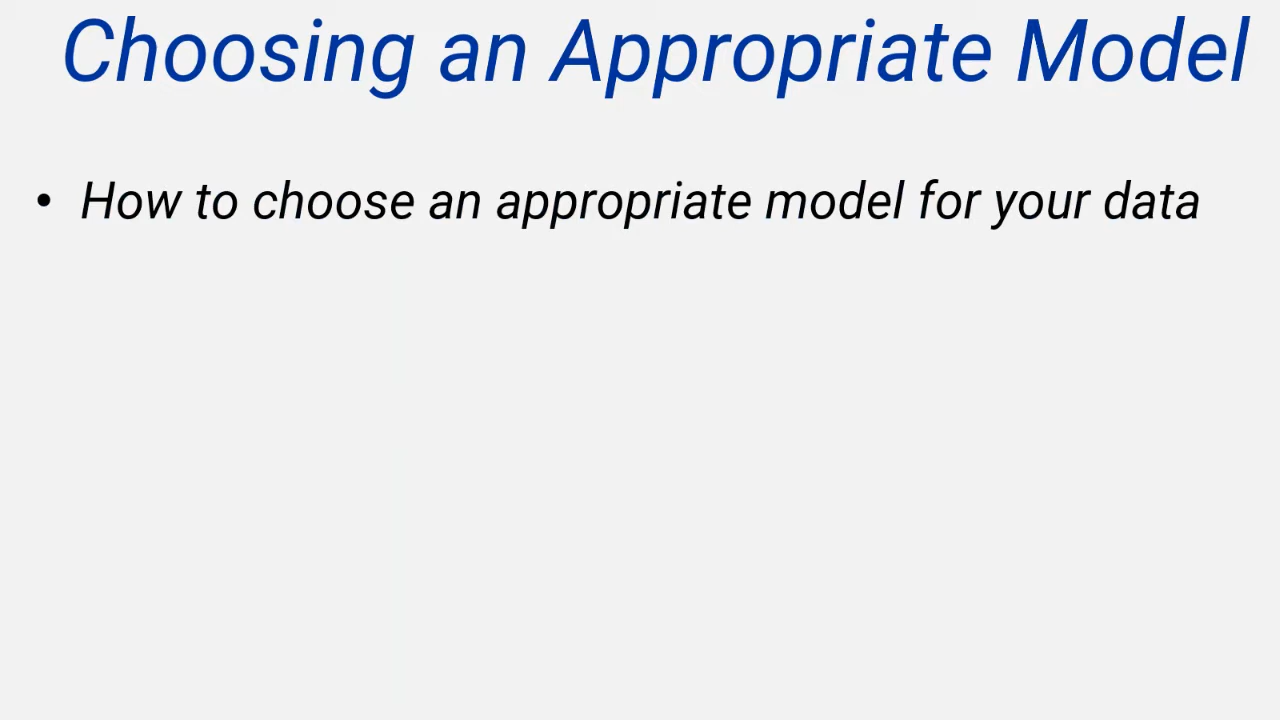 Choosing an Appropriate Model
• How to choose an appropriate model for your data